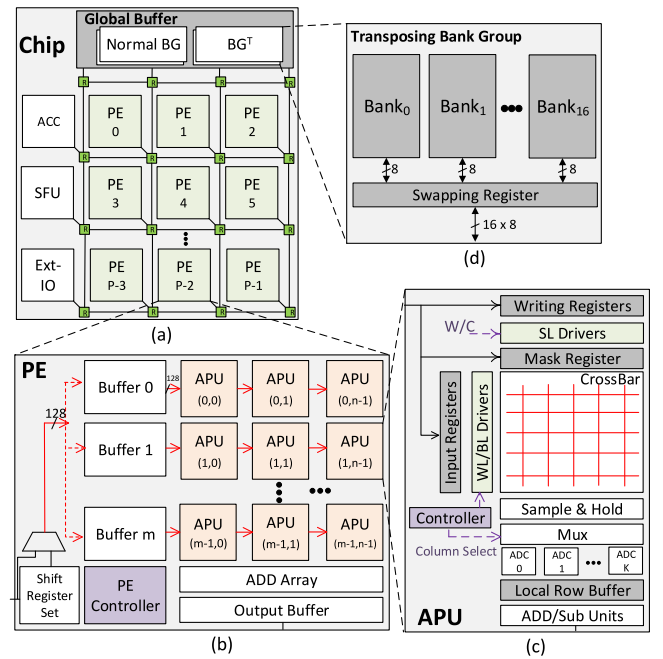 Chip
Global Buffer
Normal BG
BGᵀ
R R R R
ACC
PE 0
PE 1
PE 2
R R R R
SFU
PE 3
PE 4
PE 5
R R R R
Ext-IO
PE P-3
PE P-2
PE P-1
R R R R
(a)
Transposing Bank Group
Bank₀
Bank₁
Bank₁₆
8
8
8
Swapping Register
16 x 8
(d)
PE
128
Buffer 0
128
APU (0,0)
APU (0,1)
APU (0,n-1)
Buffer 1
APU (1,0)
APU (1,1)
APU (1,n-1)
Buffer m
APU (m-1,0)
APU (m-1,1)
APU (m-1,n-1)
Shift
Register
Set
PE
Controller
ADD Array
Output Buffer
(b)
Writing Registers
W/C
SL Drivers
Mask Register
CrossBar
Input Registers
WL/BL Drivers
Controller
Column Select
Sample & Hold
Mux
ADC 0
ADC 1
ADC K
Local Row Buffer
ADD/Sub Units
APU
(c)